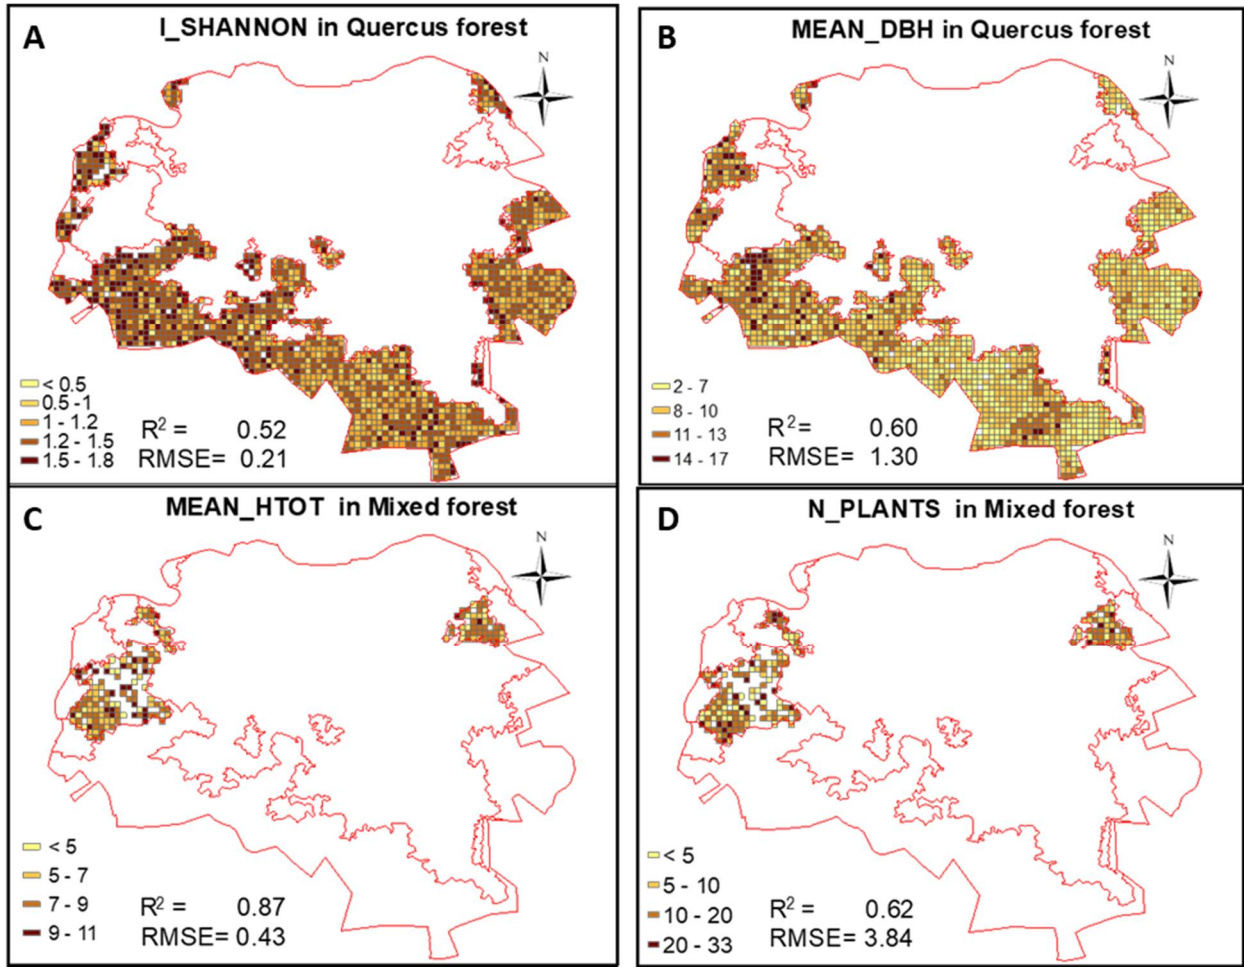 A
I_SHANNON in Quercus forest
N
< 0.5
0.5 -1
1 - 1.2
1.2 - 1.5
1.5 - 1.8
R² = 0.52
RMSE= 0.21
B
MEAN_DBH in Quercus forest
N
2 - 7
8 - 10
11 - 13
14 - 17
R²= 0.60
RMSE= 1.30
C
MEAN_HTOT in Mixed forest
N
< 5
5 - 7
7 - 9
9 - 11
R² = 0.87
RMSE= 0.43
D
N_PLANTS in Mixed forest
N
< 5
5 - 10
10 - 20
20 - 33
R² = 0.62
RMSE= 3.84